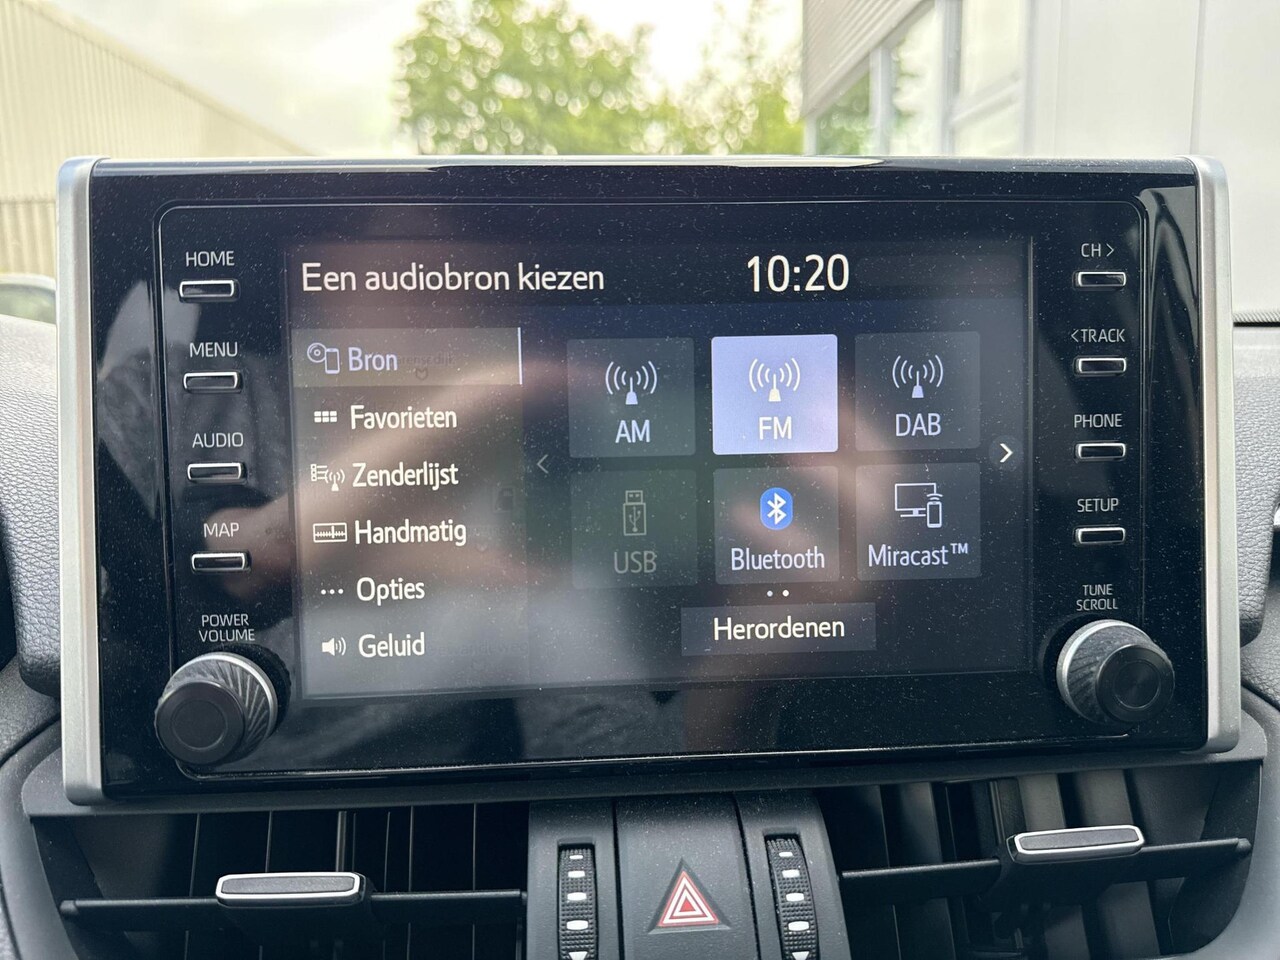 HOME
MENU
AUDIO
MAP
POWER
VOLUME
Een audiobron kiezen
10:20
Bron
Favorieten
Zenderlijst
Handmatig
Opties
Geluid
AM
FM
DAB
USB
Bluetooth
Miracast™
Herordenen
CH >
<TRACK
PHONE
SETUP
TUNE
SCROLL